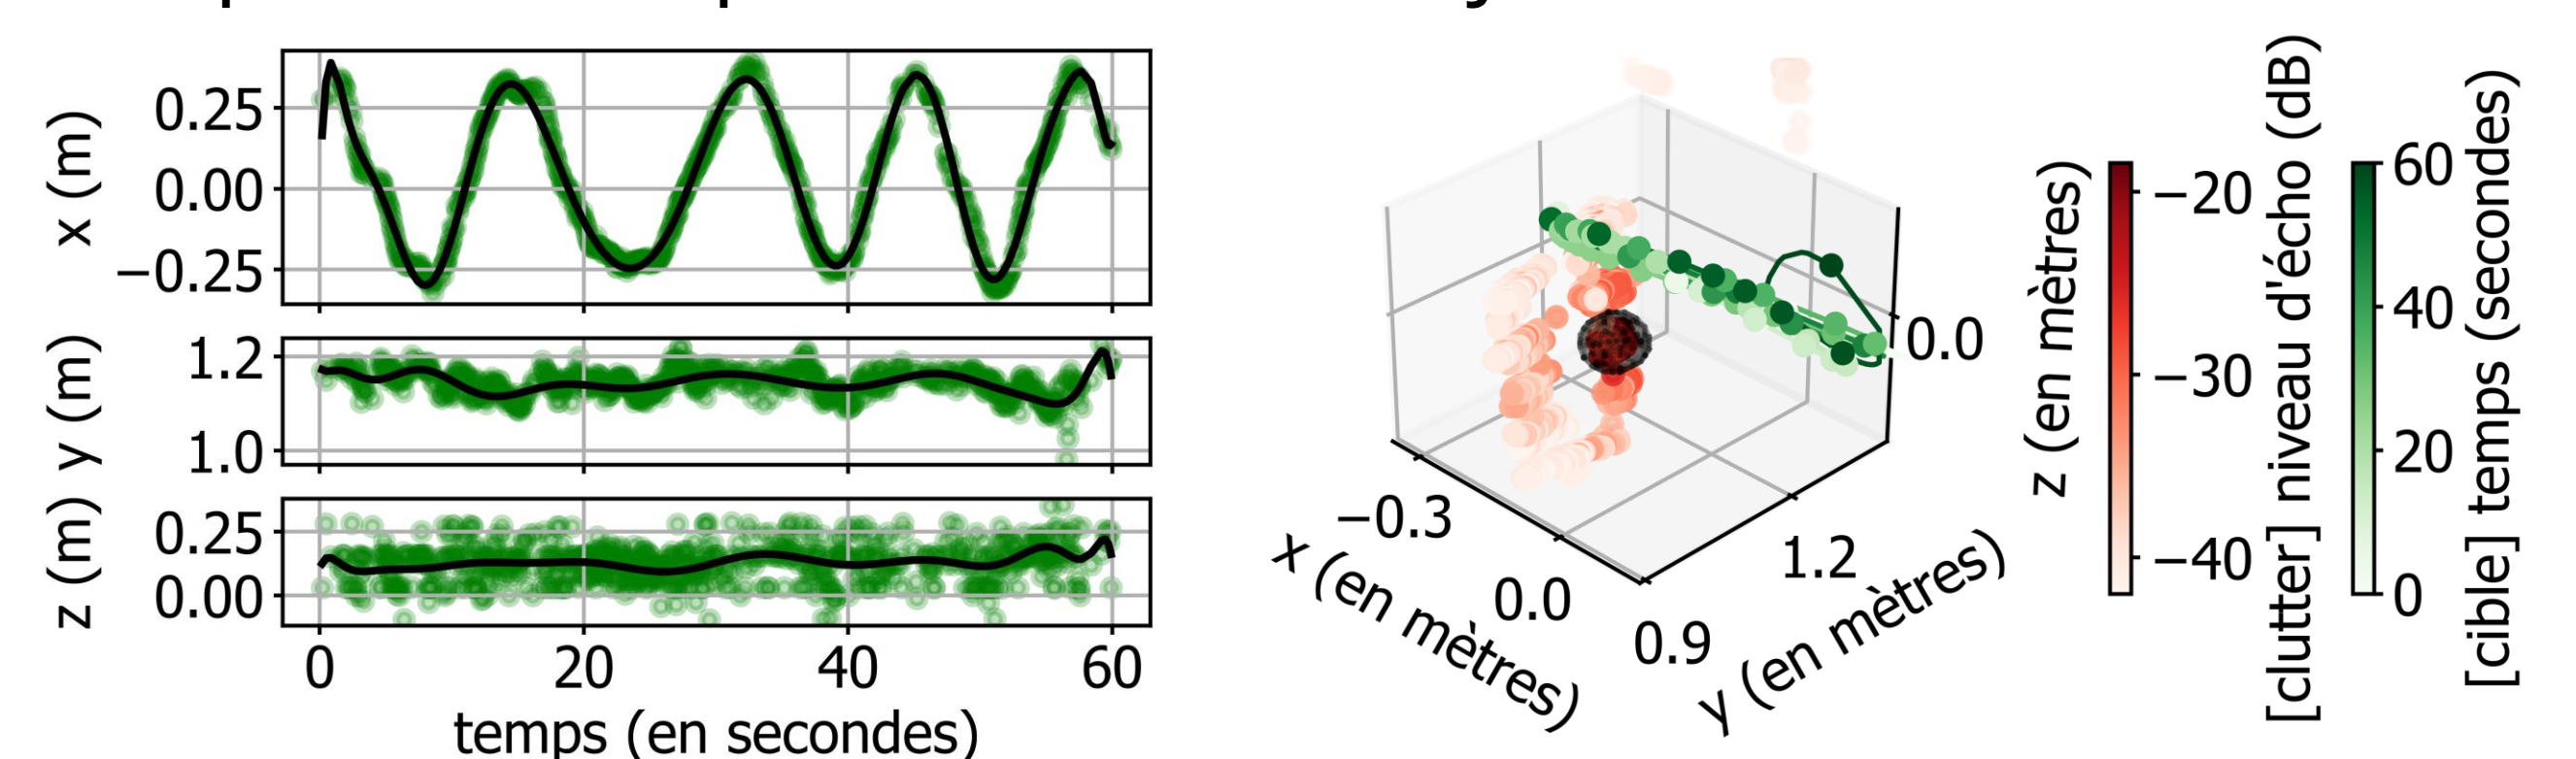 x (m)
0.25
0.00
−0.25
y (m)
1.2
1.0
z (m)
0.25
0.00
0
20
40
60
temps (en secondes)
−0.3
0.0
x (en mètres)
0.9
1.2
y (en mètres)
0.0
z (en mètres)
−20
−30
−40
[clutter] niveau d'écho (dB)
60
40
20
0
[cible] temps (secondes)